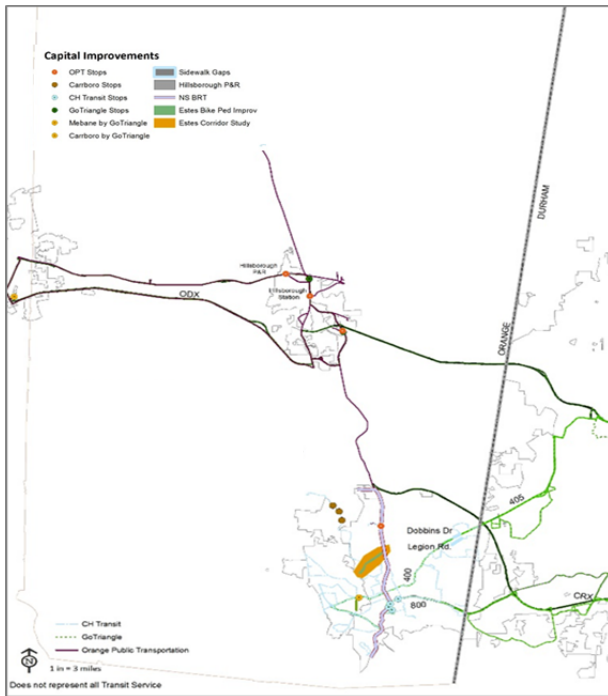 Capital Improvements
OPT Stops
Carrboro Stops
CH Transit Stops
GoTriangle Stops
Mebane by GoTriangle
Carrboro by GoTriangle
Sidewalk Gaps
Hillsborough P&R
NS BRT
Estes Bike Ped Improv
Estes Corridor Study
DURHAM
ORANGE
Hillsborough
P&R
Hillsborough
Station
ODX
405
Dobbins Dr
Legion Rd.
400
800
CRX
CH Transit
GoTriangle
Orange Public Transportation
N
1 in = 3 miles
Does not represent all Transit Service